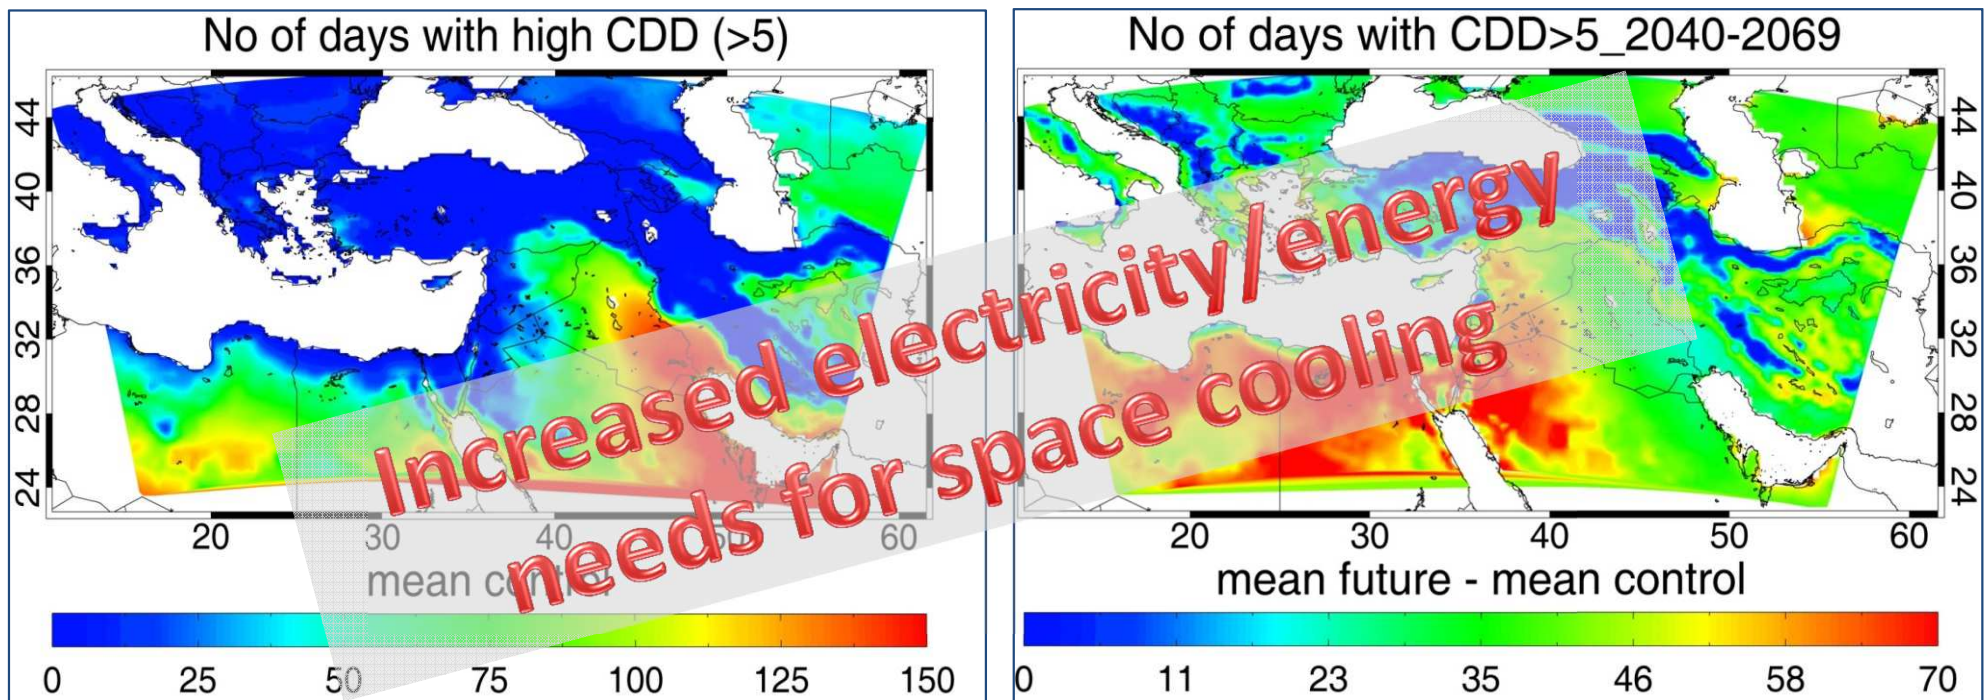 No of days with high CDD (>5)
44
40
36
32
28
24
20 30 40 50 60
mean control
0 25 50 75 100 125 150
No of days with CDD>5_2040-2069
44
40
36
32
28
24
20 30 40 50 60
mean future - mean control
0 11 23 35 46 58 70
Increased electricity/energy
needs for space cooling